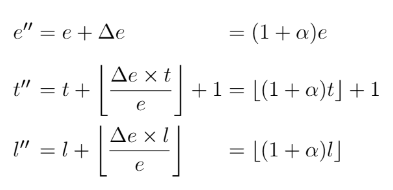 e″ = e + Δe = (1 + α)e
t″ = t + ⌊Δe × t / e⌋ + 1 = ⌊(1 + α)t⌋ + 1
l″ = l + ⌊Δe × l / e⌋ = ⌊(1 + α)l⌋